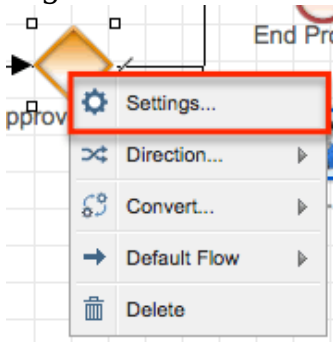 End Pro
pprov
Settings...
Direction...
Convert...
Default Flow
Delete